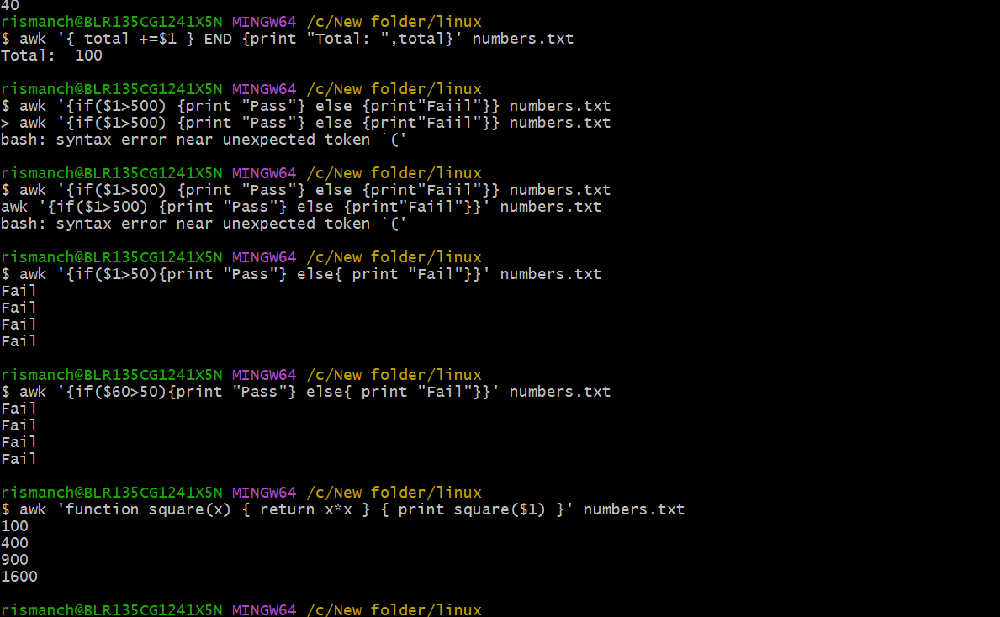 40
rismanch@BLR135CG1241X5N MINGW64 /c/New folder/linux
$ awk '{ total +=$1 } END {print "Total: ",total}' numbers.txt
Total:  100

rismanch@BLR135CG1241X5N MINGW64 /c/New folder/linux
$ awk '{if($1>500) {print "Pass"} else {print"Faiil"}} numbers.txt
> awk '{if($1>500) {print "Pass"} else {print"Faiil"}} numbers.txt
bash: syntax error near unexpected token `('

rismanch@BLR135CG1241X5N MINGW64 /c/New folder/linux
$ awk '{if($1>500) {print "Pass"} else {print"Faiil"}} numbers.txt
awk '{if($1>500) {print "Pass"} else {print"Faiil"}}' numbers.txt
bash: syntax error near unexpected token `('

rismanch@BLR135CG1241X5N MINGW64 /c/New folder/linux
$ awk '{if($1>50){print "Pass"} else{ print "Fail"}}' numbers.txt
Fail
Fail
Fail
Fail

rismanch@BLR135CG1241X5N MINGW64 /c/New folder/linux
$ awk '{if($60>50){print "Pass"} else{ print "Fail"}}' numbers.txt
Fail
Fail
Fail
Fail

rismanch@BLR135CG1241X5N MINGW64 /c/New folder/linux
$ awk 'function square(x) { return x*x } { print square($1) }' numbers.txt
100
400
900
1600

rismanch@BLR135CG1241X5N MINGW64 /c/New folder/linux